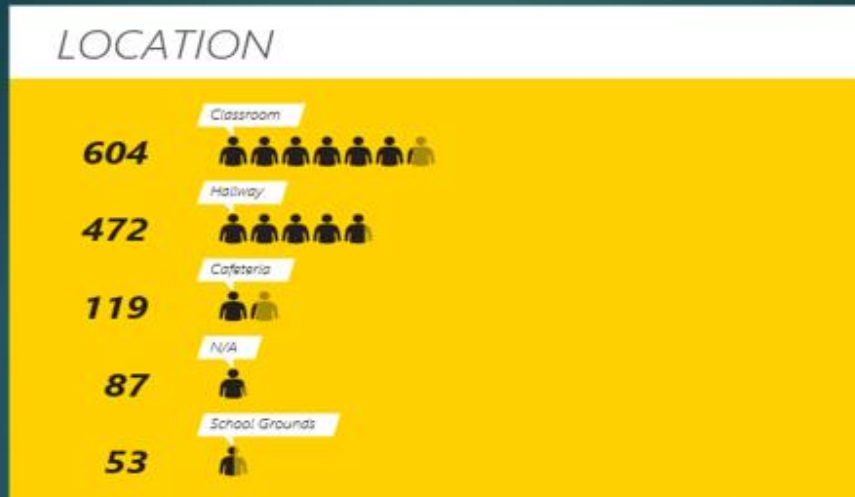 LOCATION
Classroom
604
Hallway
472
Cafeteria
119
N/A
87
School Grounds
53